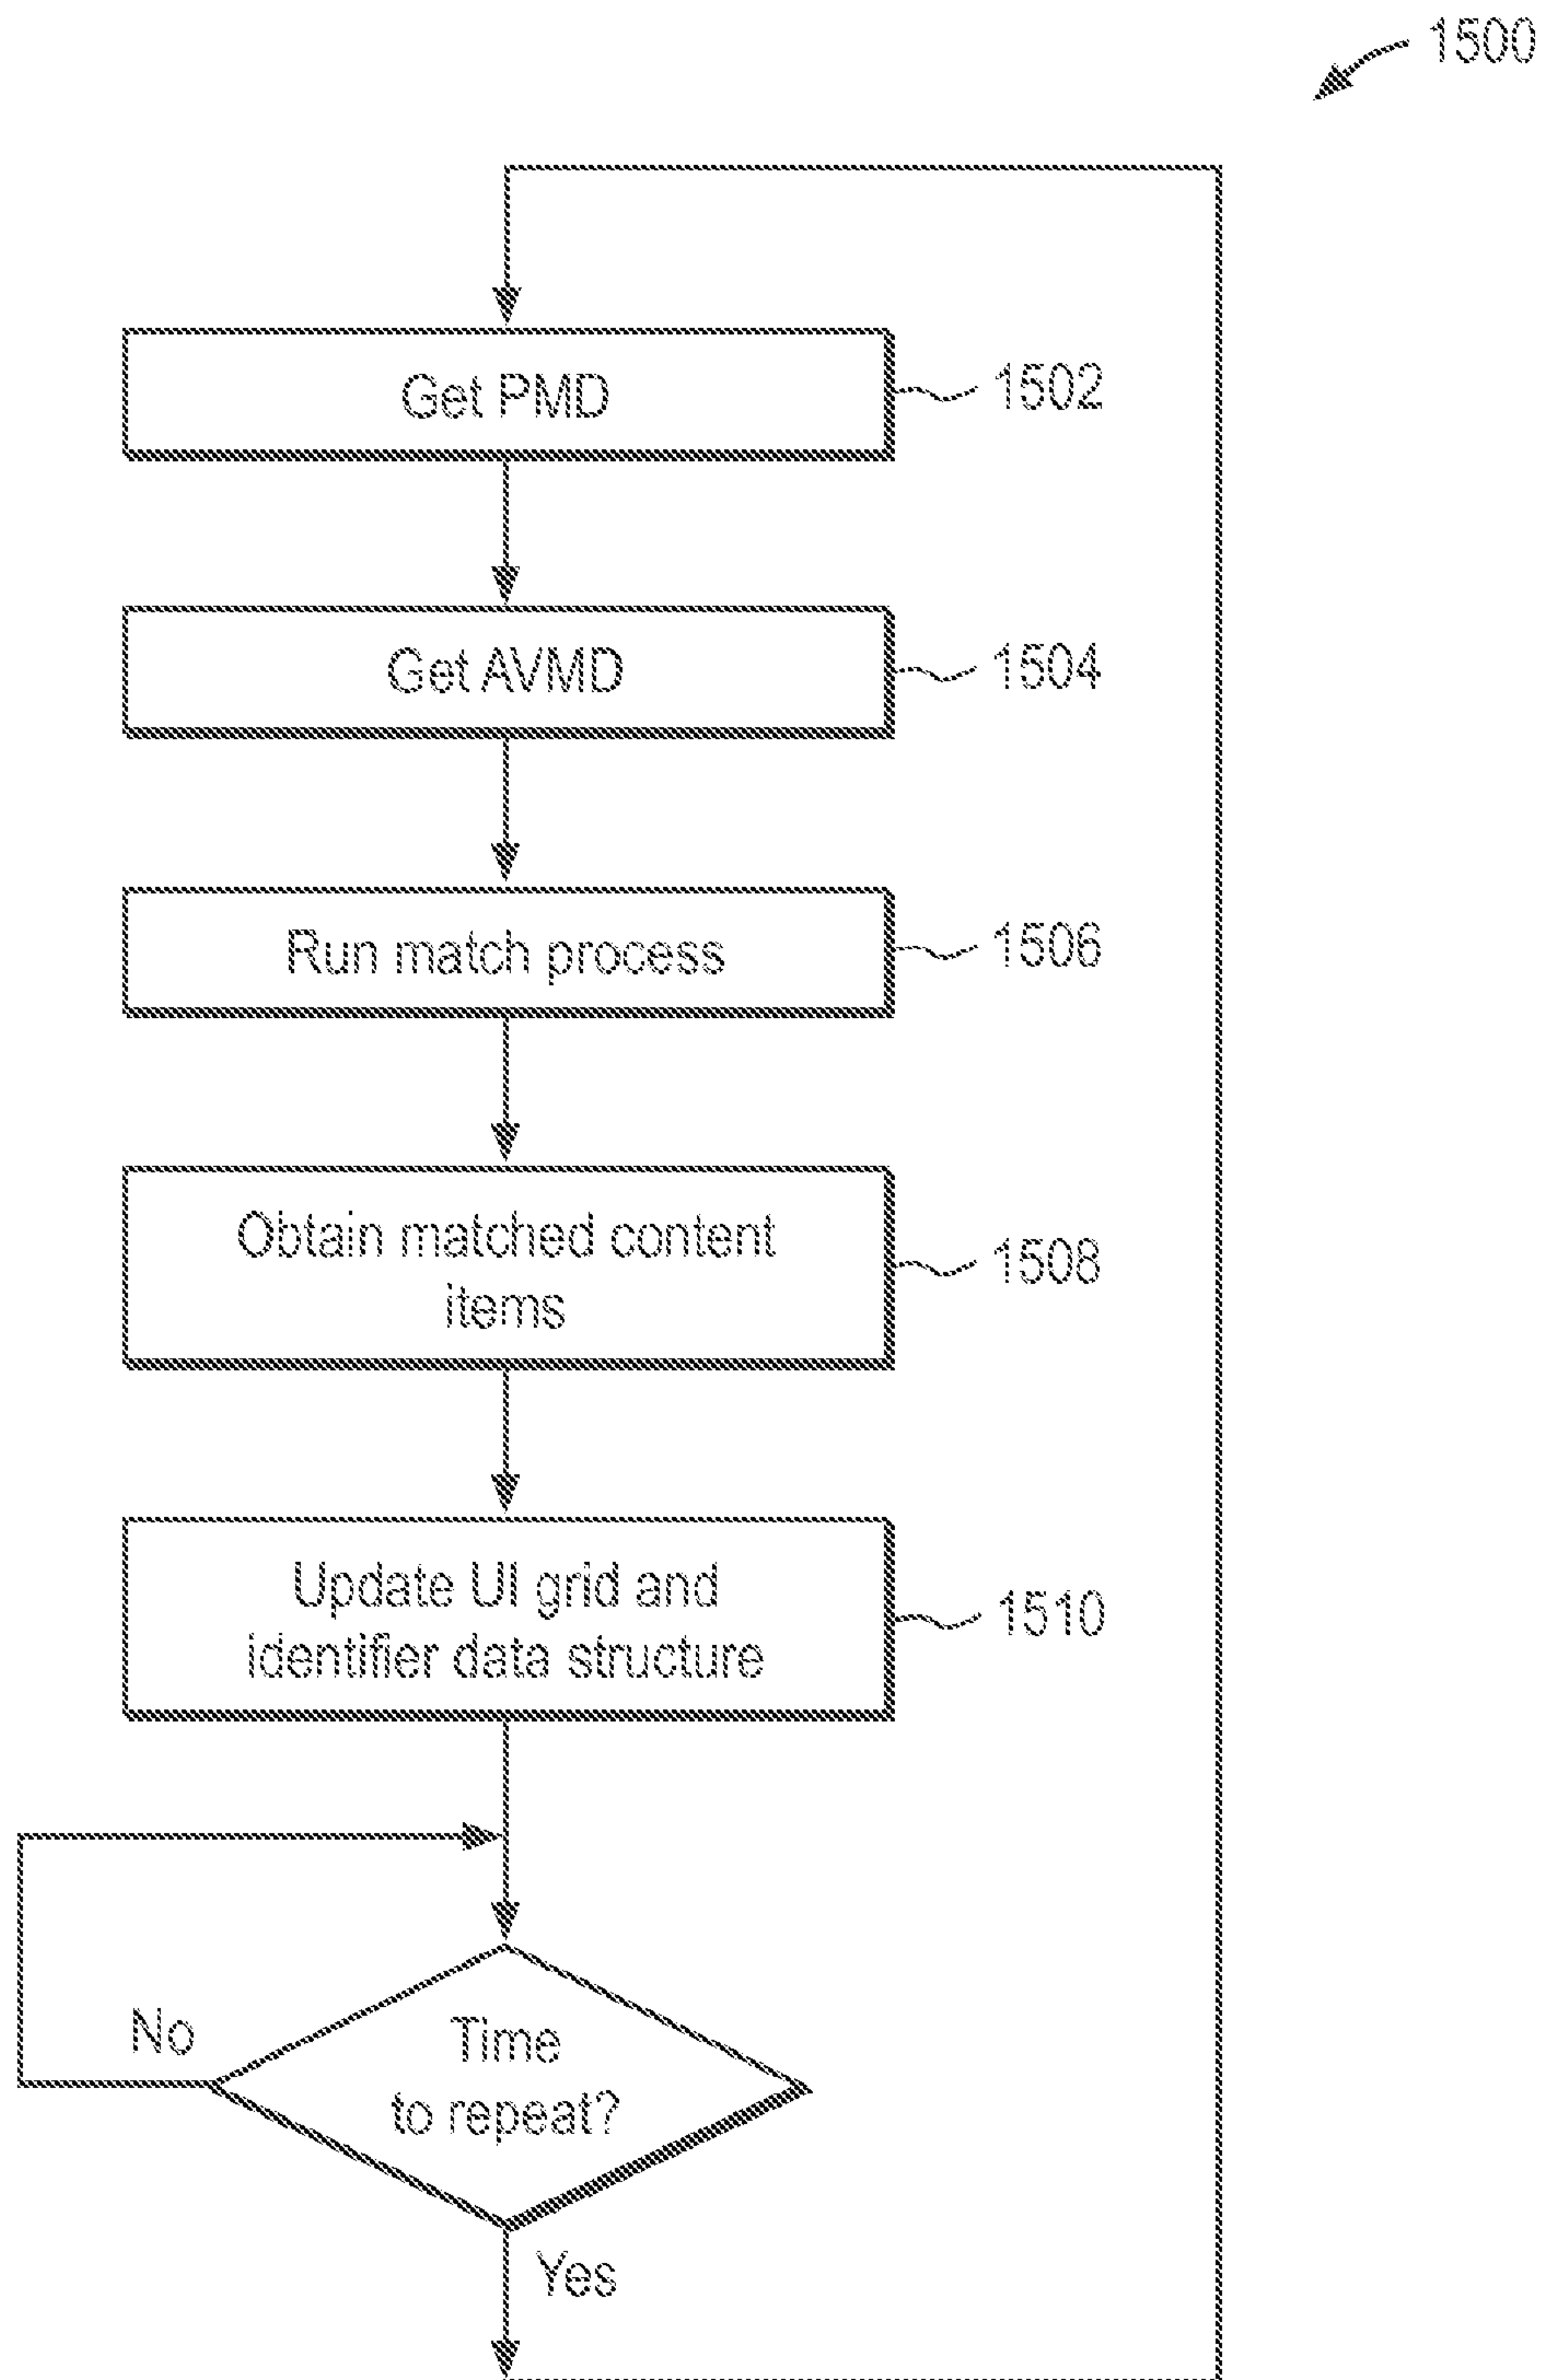 1500
Get PMD
1502
Get AVMD
1504
Run match process
1506
Obtain matched content
items
1508
Update UI grid and
identifier data structure
1510
No
Time
to repeat?
Yes